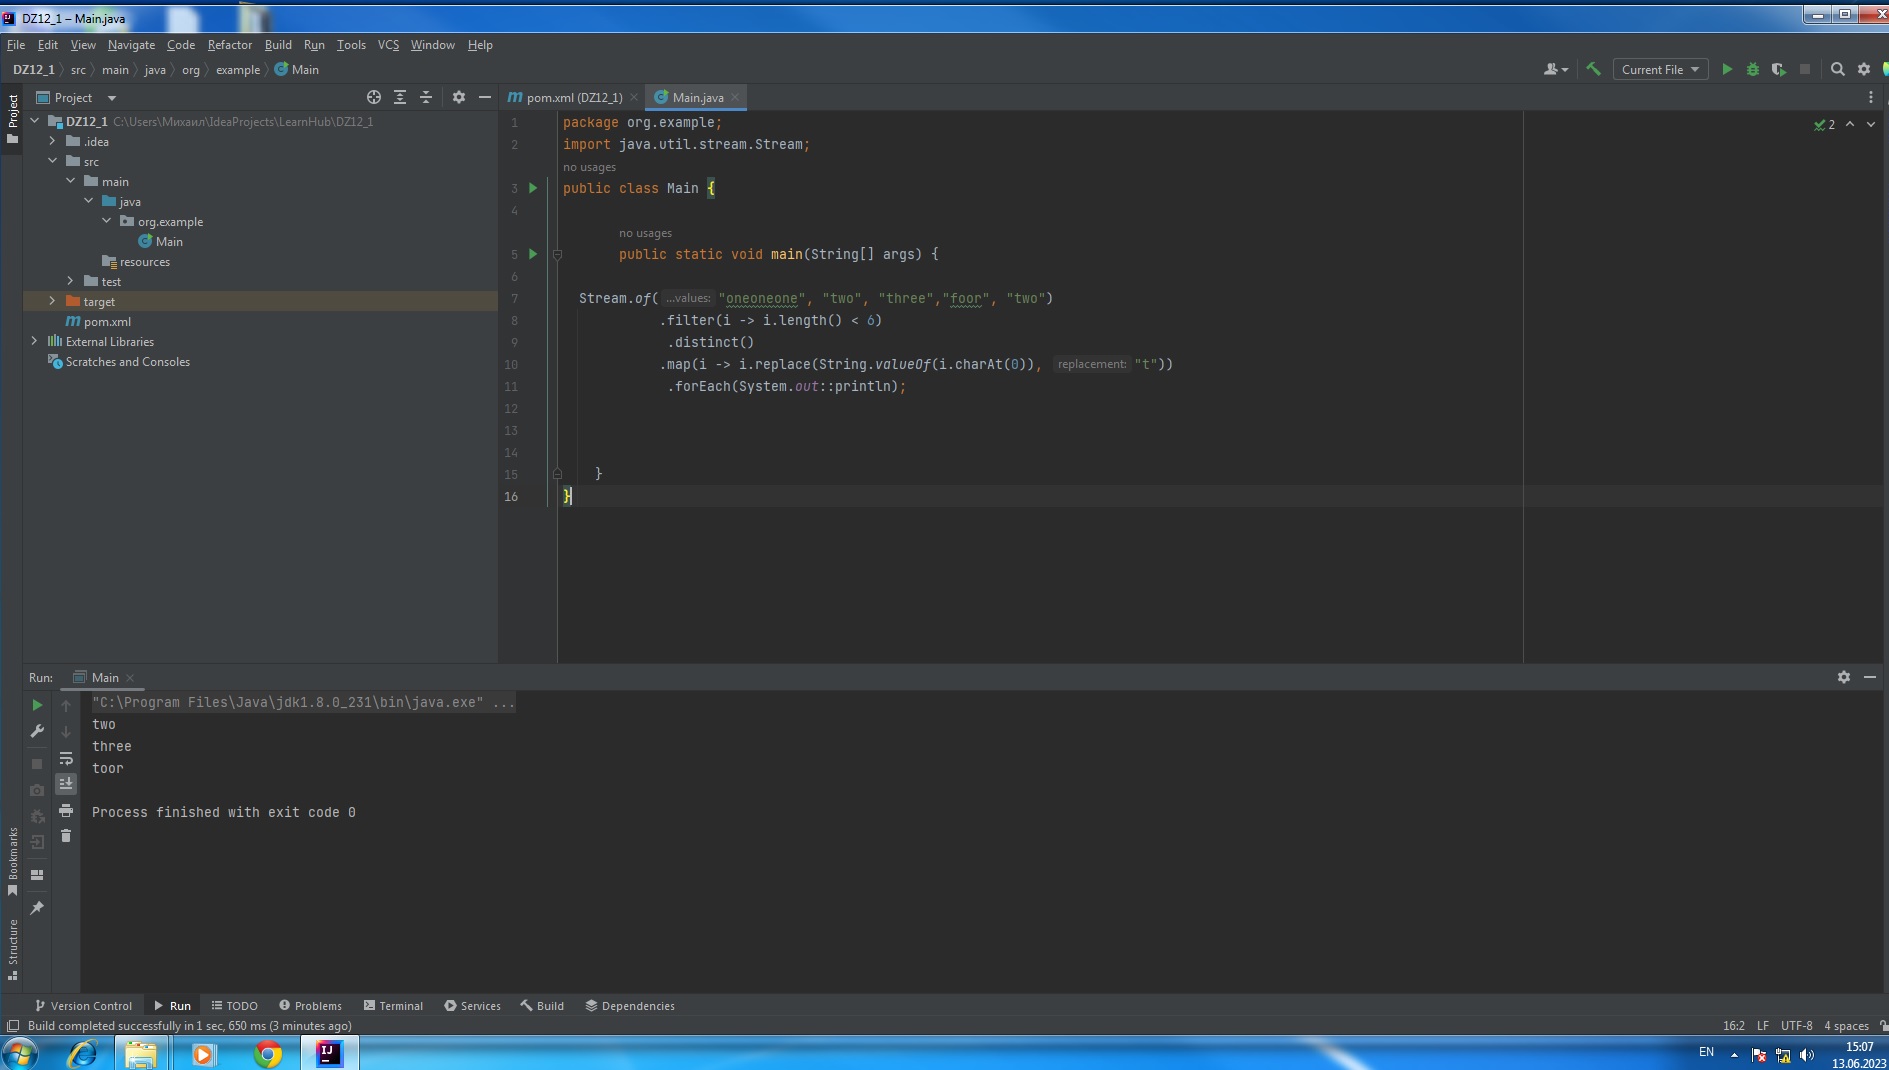 DZ12_1 – Main.java
File Edit View Navigate Code Refactor Build Run Tools VCS Window Help
DZ12_1 src main java org example Main
Current File
Project
Project
pom.xml (DZ12_1)
Main.java
DZ12_1 C:\Users\Михаил\IdeaProjects\LearnHub\DZ12_1
.idea
src
main
java
org.example
Main
resources
test
target
pom.xml
External Libraries
Scratches and Consoles
2
1 package org.example;
2 import java.util.stream.Stream;
no usages
3 public class Main {
4
no usages
5 public static void main(String[] args) {
6
7 Stream.of( ...values: "oneoneone", "two", "three","foor", "two")
8 .filter(i -> i.length() < 6)
9 .distinct()
10 .map(i -> i.replace(String.valueOf(i.charAt(0)), replacement: "t"))
11 .forEach(System.out::println);
12
13
14
15 }
16 }
Run: Main
"C:\Program Files\Java\jdk1.8.0_231\bin\java.exe" ...
two
three
toor
Process finished with exit code 0
Bookmarks
Structure
Version Control Run TODO Problems Terminal Services Build Dependencies
Build completed successfully in 1 sec, 650 ms (3 minutes ago)
16:2 LF UTF-8 4 spaces
IJ
EN
15:07
13.06.2023